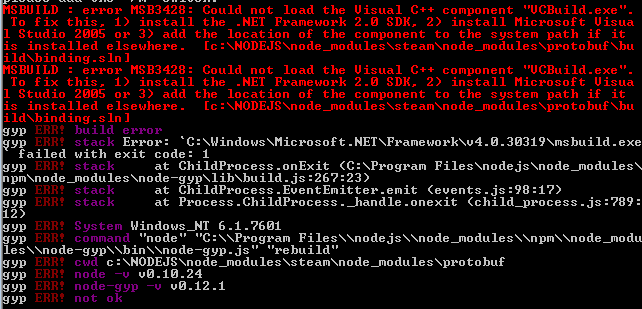 MSBUILD : error MSB3428: Could not load the Visual C++ component "VCBuild.exe".
 To fix this, 1) install the .NET Framework 2.0 SDK, 2) install Microsoft Visua
l Studio 2005 or 3) add the location of the component to the system path if it
is installed elsewhere.  [c:\NODEJS\node_modules\steam\node_modules\protobuf\bu
ild\binding.sln]
MSBUILD : error MSB3428: Could not load the Visual C++ component "VCBuild.exe".
 To fix this, 1) install the .NET Framework 2.0 SDK, 2) install Microsoft Visua
l Studio 2005 or 3) add the location of the component to the system path if it
is installed elsewhere.  [c:\NODEJS\node_modules\steam\node_modules\protobuf\bu
ild\binding.sln]
gyp ERR! build error
gyp ERR! stack Error: `C:\Windows\Microsoft.NET\Framework\v4.0.30319\msbuild.exe
` failed with exit code: 1
gyp ERR! stack     at ChildProcess.onExit (C:\Program Files\nodejs\node_modules\
npm\node_modules\node-gyp\lib\build.js:267:23)
gyp ERR! stack     at ChildProcess.EventEmitter.emit (events.js:98:17)
gyp ERR! stack     at Process.ChildProcess._handle.onexit (child_process.js:789:
12)
gyp ERR! System Windows_NT 6.1.7601
gyp ERR! command "node" "C:\\Program Files\\nodejs\\node_modules\\npm\\node_modu
les\\node-gyp\\bin\\node-gyp.js" "rebuild"
gyp ERR! cwd c:\NODEJS\node_modules\steam\node_modules\protobuf
gyp ERR! node -v v0.10.24
gyp ERR! node-gyp -v v0.12.1
gyp ERR! not ok